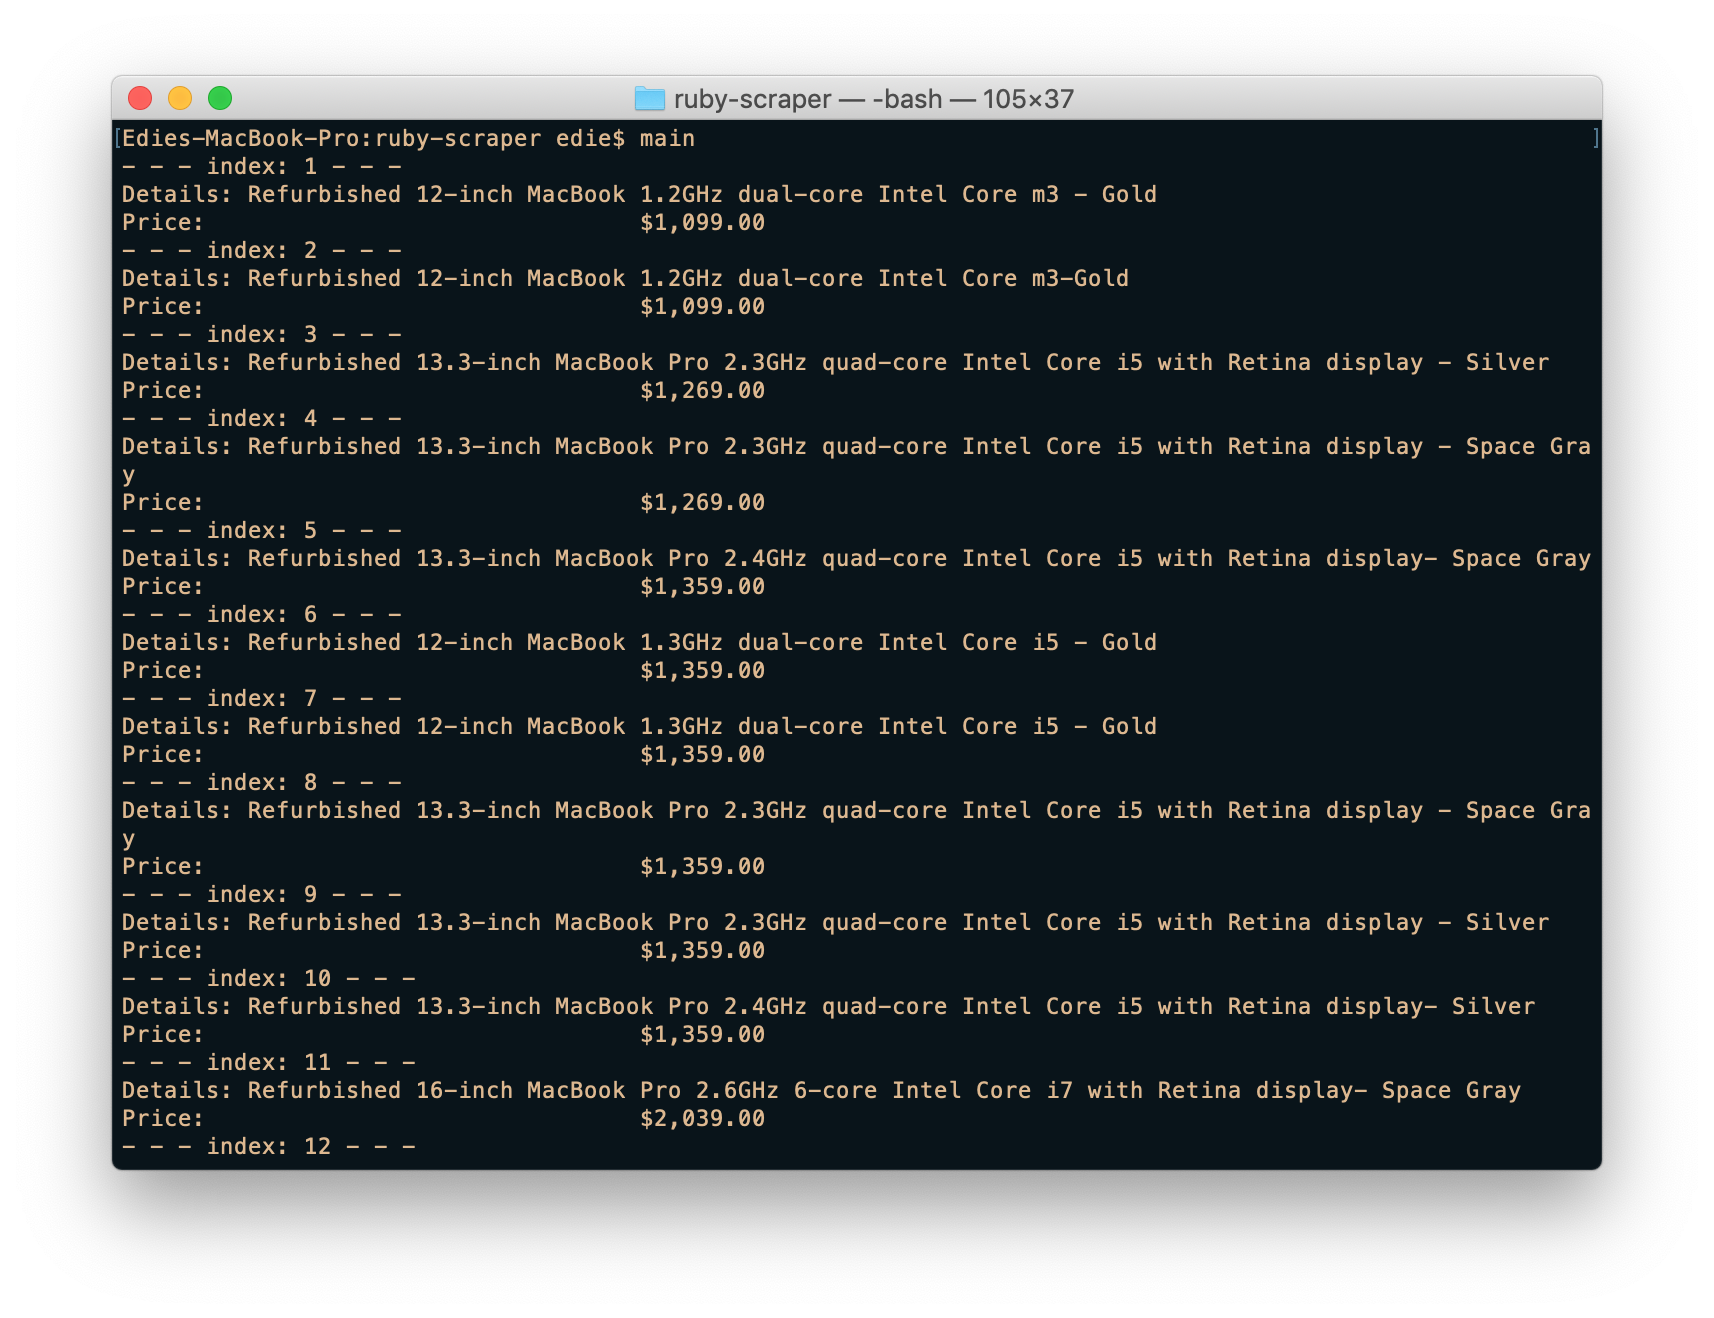 ruby-scraper — -bash — 105×37
[Edies-MacBook-Pro:ruby-scraper edie$ main ]
- - - index: 1 - - -
Details: Refurbished 12-inch MacBook 1.2GHz dual-core Intel Core m3 - Gold
Price: $1,099.00
- - - index: 2 - - -
Details: Refurbished 12-inch MacBook 1.2GHz dual-core Intel Core m3-Gold
Price: $1,099.00
- - - index: 3 - - -
Details: Refurbished 13.3-inch MacBook Pro 2.3GHz quad-core Intel Core i5 with Retina display - Silver
Price: $1,269.00
- - - index: 4 - - -
Details: Refurbished 13.3-inch MacBook Pro 2.3GHz quad-core Intel Core i5 with Retina display - Space Gra
y
Price: $1,269.00
- - - index: 5 - - -
Details: Refurbished 13.3-inch MacBook Pro 2.4GHz quad-core Intel Core i5 with Retina display- Space Gray
Price: $1,359.00
- - - index: 6 - - -
Details: Refurbished 12-inch MacBook 1.3GHz dual-core Intel Core i5 - Gold
Price: $1,359.00
- - - index: 7 - - -
Details: Refurbished 12-inch MacBook 1.3GHz dual-core Intel Core i5 - Gold
Price: $1,359.00
- - - index: 8 - - -
Details: Refurbished 13.3-inch MacBook Pro 2.3GHz quad-core Intel Core i5 with Retina display - Space Gra
y
Price: $1,359.00
- - - index: 9 - - -
Details: Refurbished 13.3-inch MacBook Pro 2.3GHz quad-core Intel Core i5 with Retina display - Silver
Price: $1,359.00
- - - index: 10 - - -
Details: Refurbished 13.3-inch MacBook Pro 2.4GHz quad-core Intel Core i5 with Retina display- Silver
Price: $1,359.00
- - - index: 11 - - -
Details: Refurbished 16-inch MacBook Pro 2.6GHz 6-core Intel Core i7 with Retina display- Space Gray
Price: $2,039.00
- - - index: 12 - - -